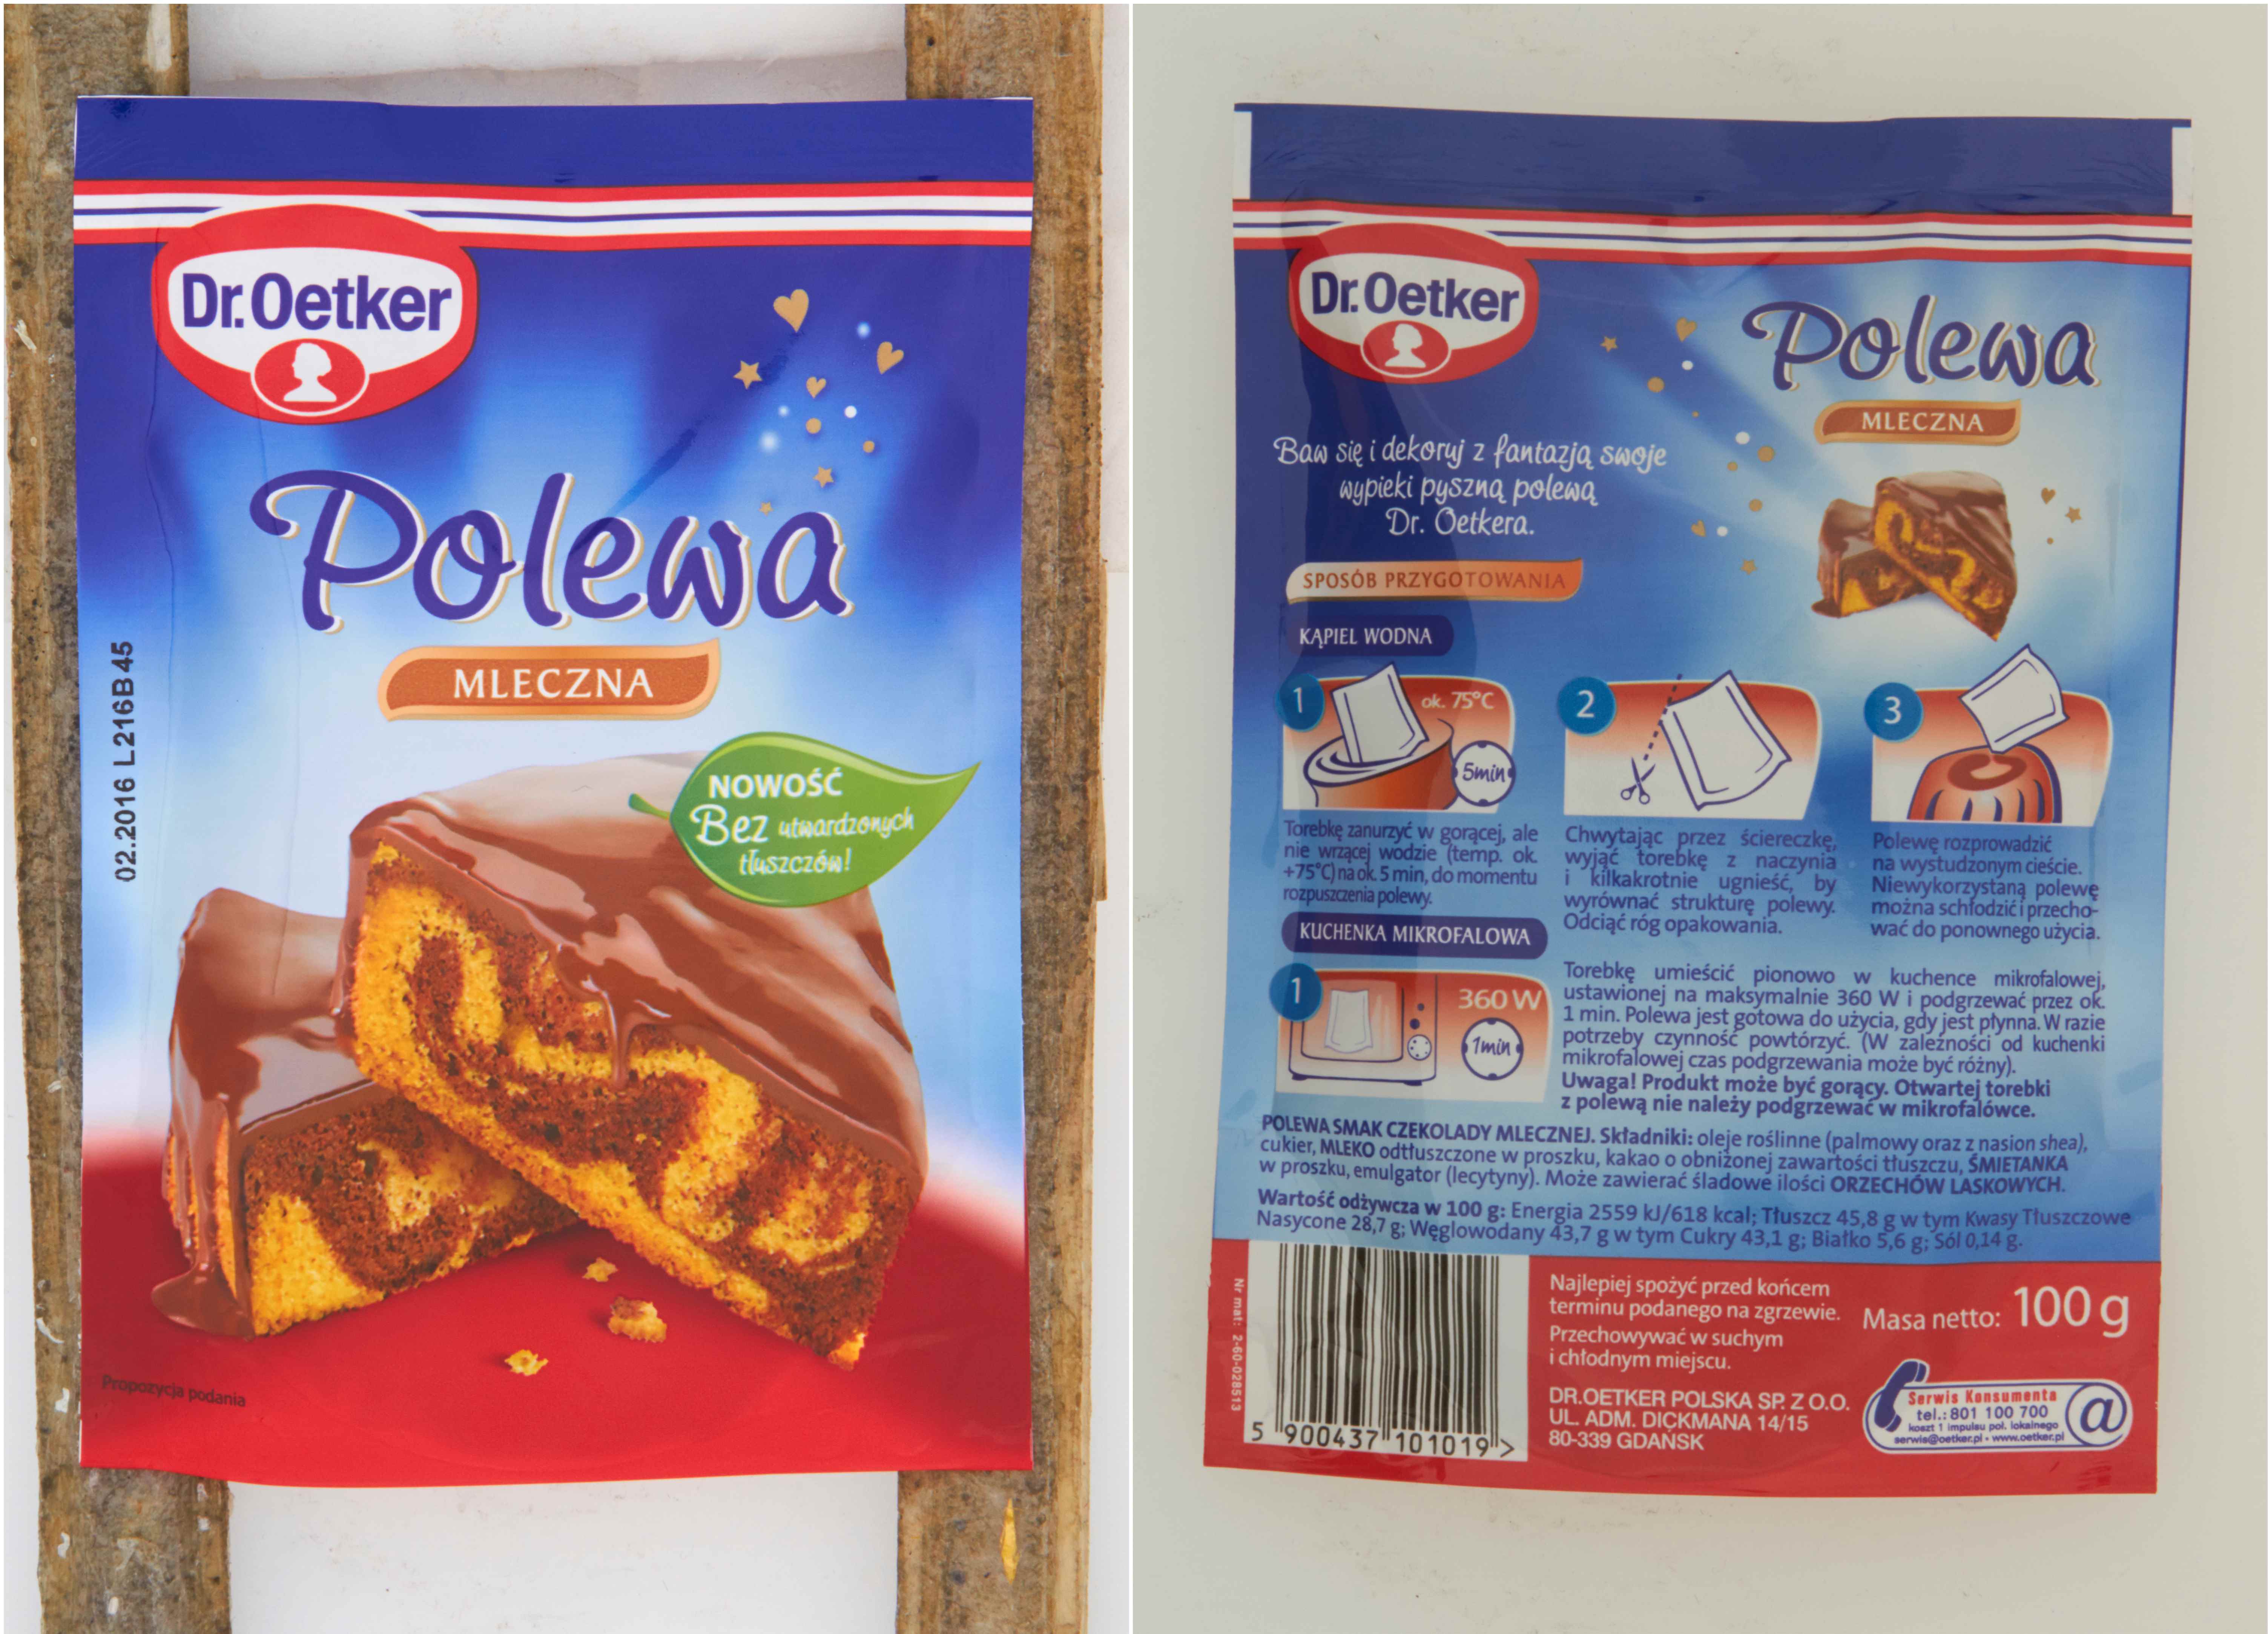 Dr.Oetker
Polewa
MLECZNA
NOWOŚĆ
Bez utwardzonych
tłuszczów!
02.2016 L216B45
Propozycja podania
Dr.Oetker
Polewa
MLECZNA
Baw się i dekoruj z fantazją swoje
wypieki pyszną polewą
Dr. Oetkera.
SPOSÓB PRZYGOTOWANIA
KĄPIEL WODNA
1
ok. 75°C
5min
2
3
Torebkę zanurzyć w gorącej, ale
nie wrzącej wodzie (temp. ok.
+75°C) na ok. 5 min, do momentu
rozpuszczenia polewy.
Chwytając przez ściereczkę,
wyjąć torebkę z naczynia
i kilkakrotnie ugnieść, by
wyrównać strukturę polewy.
Odciąć róg opakowania.
Polewę rozprowadzić
na wystudzonym cieście.
Niewykorzystaną polewę
można schłodzić i przecho-
wać do ponownego użycia.
KUCHENKA MIKROFALOWA
1
360 W
1min
Torebkę umieścić pionowo w kuchence mikrofalowej,
ustawionej na maksymalnie 360 W i podgrzewać przez ok.
1 min. Polewa jest gotowa do użycia, gdy jest płynna. W razie
potrzeby czynność powtórzyć. (W zależności od kuchenki
mikrofalowej czas podgrzewania może być różny).
Uwaga! Produkt może być gorący. Otwartej torebki
z polewą nie należy podgrzewać w mikrofalówce.
POLEWA SMAK CZEKOLADY MLECZNEJ. Składniki: oleje roślinne (palmowy oraz z nasion shea),
cukier, MLEKO odtłuszczone w proszku, kakao o obniżonej zawartości tłuszczu, ŚMIETANKA
w proszku, emulgator (lecytyny). Może zawierać śladowe ilości ORZECHÓW LASKOWYCH.
Wartość odżywcza w 100 g: Energia 2559 kJ/618 kcal; Tłuszcz 45,8 g w tym Kwasy Tłuszczowe
Nasycone 28,7 g; Węglowodany 43,7 g w tym Cukry 43,1 g; Białko 5,6 g; Sól 0,14 g.
Nr mat: 2-60-028513
5 900437 101019 >
Najlepiej spożyć przed końcem
terminu podanego na zgrzewie.
Przechowywać w suchym
i chłodnym miejscu.
Masa netto: 100 g
DR.OETKER POLSKA SP. Z O.O.
UL. ADM. DICKMANA 14/15
80-339 GDAŃSK
Serwis Konsumenta
tel.: 801 100 700
koszt 1 impulsu poł. lokalnego
serwis@oetker.pl - www.oetker.pl
@